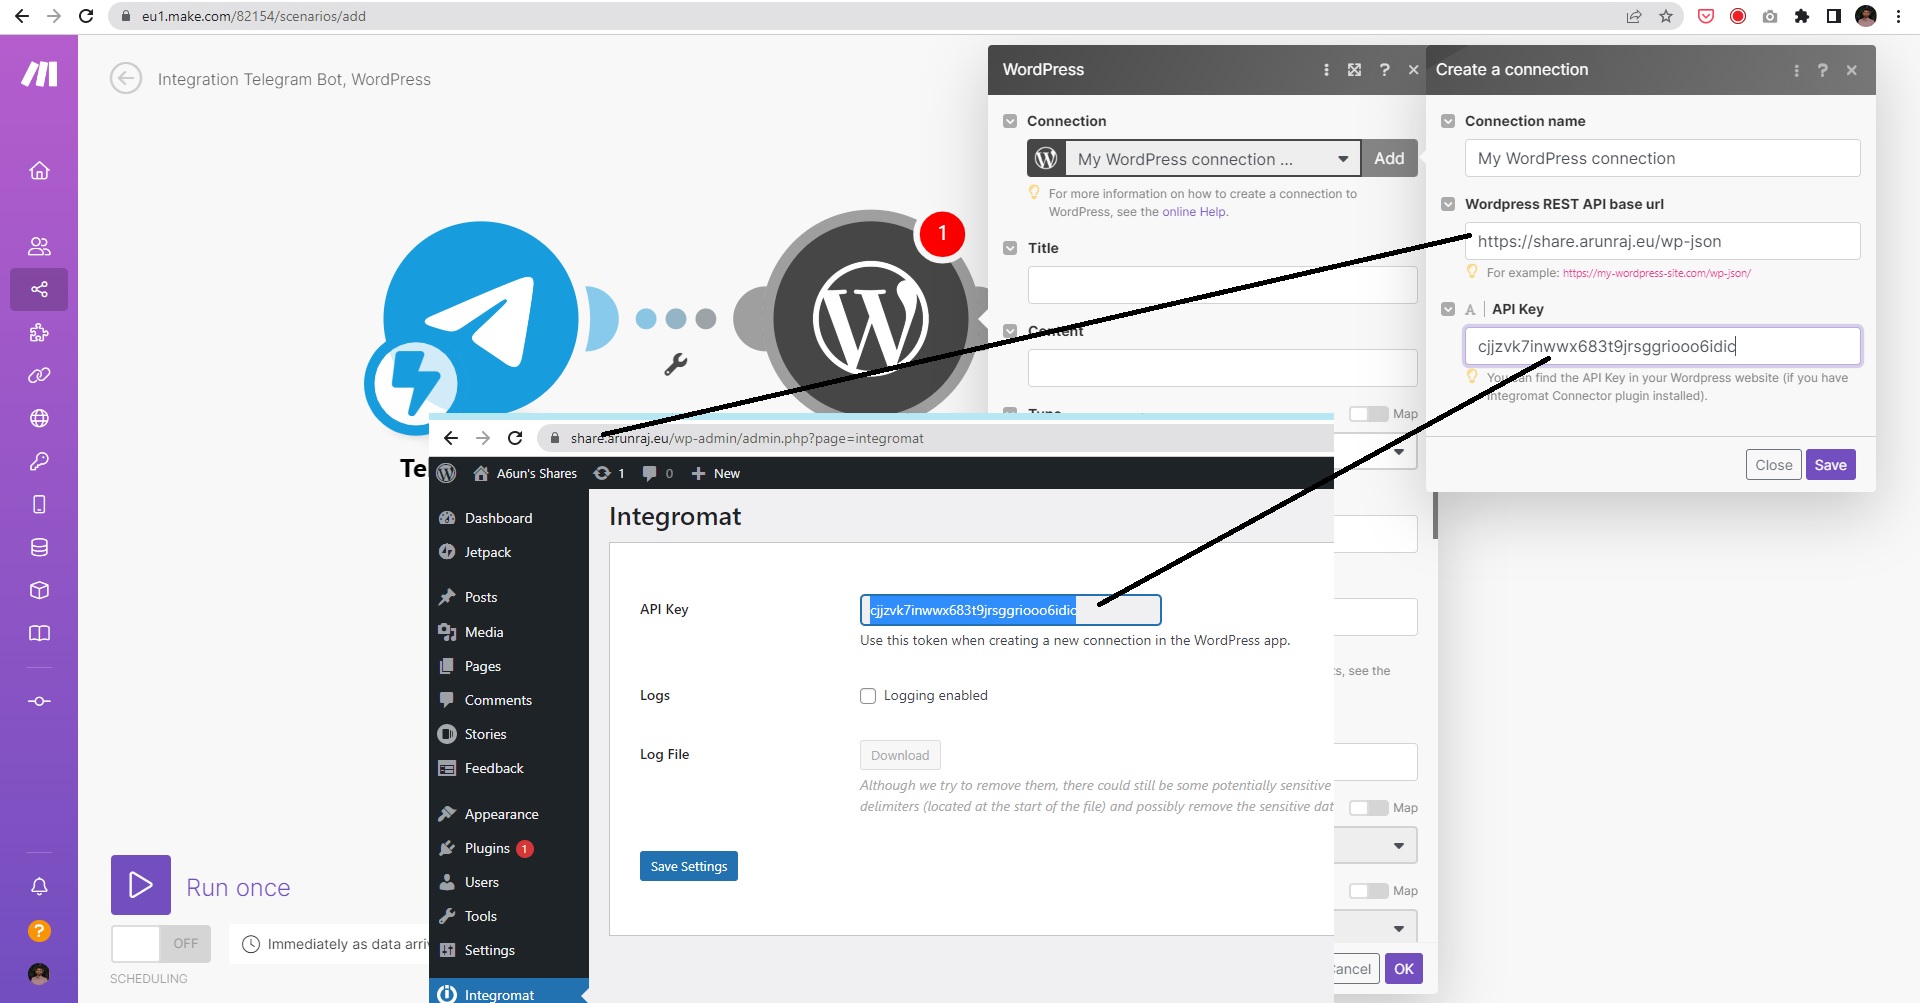 eu1.make.com/82154/scenarios/add
Integration Telegram Bot, WordPress
WordPress
Connection
My WordPress connection ...
Add
For more information on how to create a connection to
WordPress, see the online Help.
Title
Content
Map
Create a connection
Connection name
My WordPress connection
Wordpress REST API base url
https://share.arunraj.eu/wp-json
For example: https://my-wordpress-site.com/wp-json/
A
API Key
cjjzvk7inwwx683t9jrsggriooo6idic
You can find the API Key in your Wordpress website (if you have
Integromat Connector plugin installed).
Close
Save
1
Te
share.arunraj.eu/wp-admin/admin.php?page=integromat
A6un's Shares
1
0
New
Dashboard
Jetpack
Posts
Media
Pages
Comments
Stories
Feedback
Appearance
Plugins 1
Users
Tools
Settings
Integromat
Integromat
API Key
cjjzvk7inwwx683t9jrsggriooo6idic
Use this token when creating a new connection in the WordPress app.
Logs
Logging enabled
Log File
Download
Although we try to remove them, there could still be some potentially sensitive
delimiters (located at the start of the file) and possibly remove the sensitive dat
Save Settings
s, see the
Map
Map
ancel
OK
Run once
OFF
Immediately as data arri
SCHEDULING
?